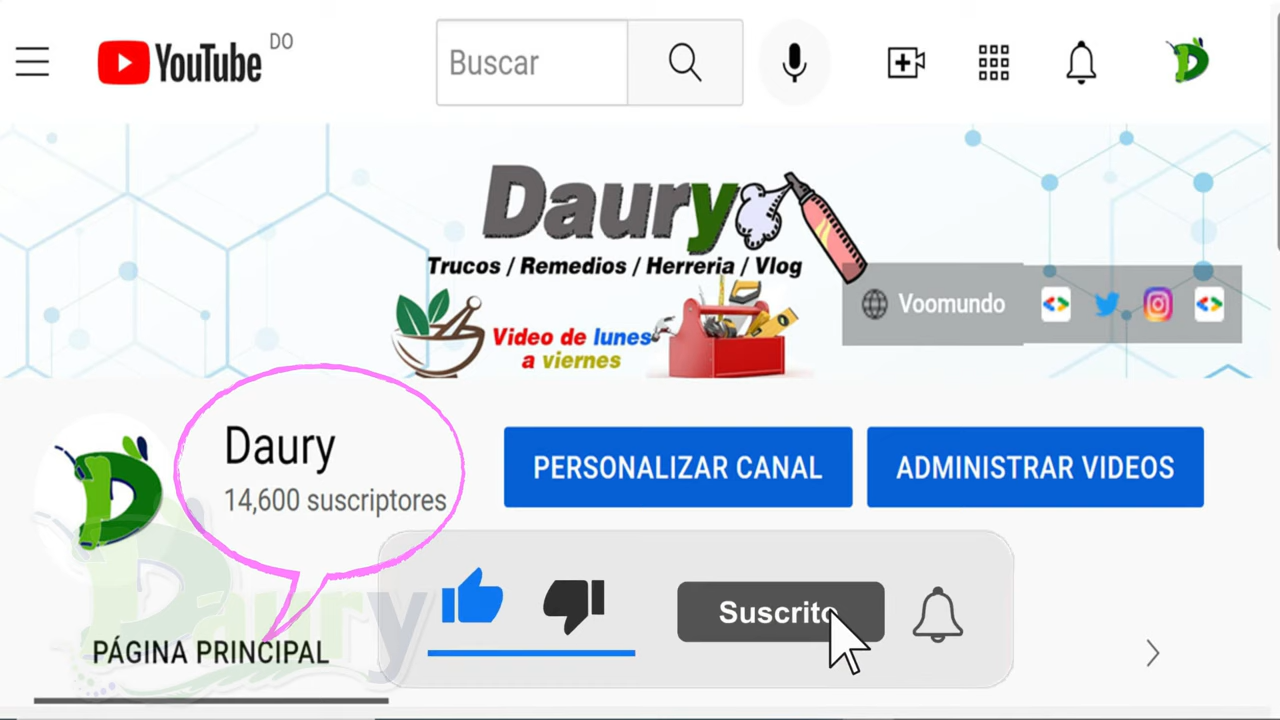 YouTube DO
Buscar
Daury
Trucos / Remedios / Herreria / Vlog
Voomundo
Video de lunes
a viernes
Daury
14,600 suscriptores
PERSONALIZAR CANAL
ADMINISTRAR VIDEOS
Daury
Suscrito
PÁGINA PRINCIPAL